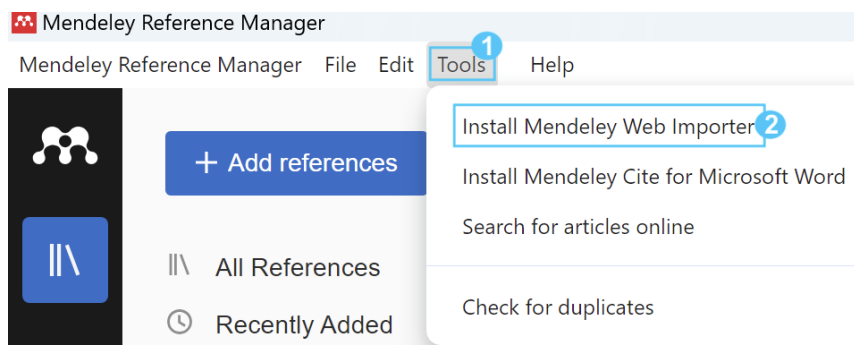 Mendeley Reference Manager
Mendeley Reference Manager File Edit Tools 1 Help
Install Mendeley Web Importer 2
+ Add references
Install Mendeley Cite for Microsoft Word
Search for articles online
All References
Check for duplicates
Recently Added